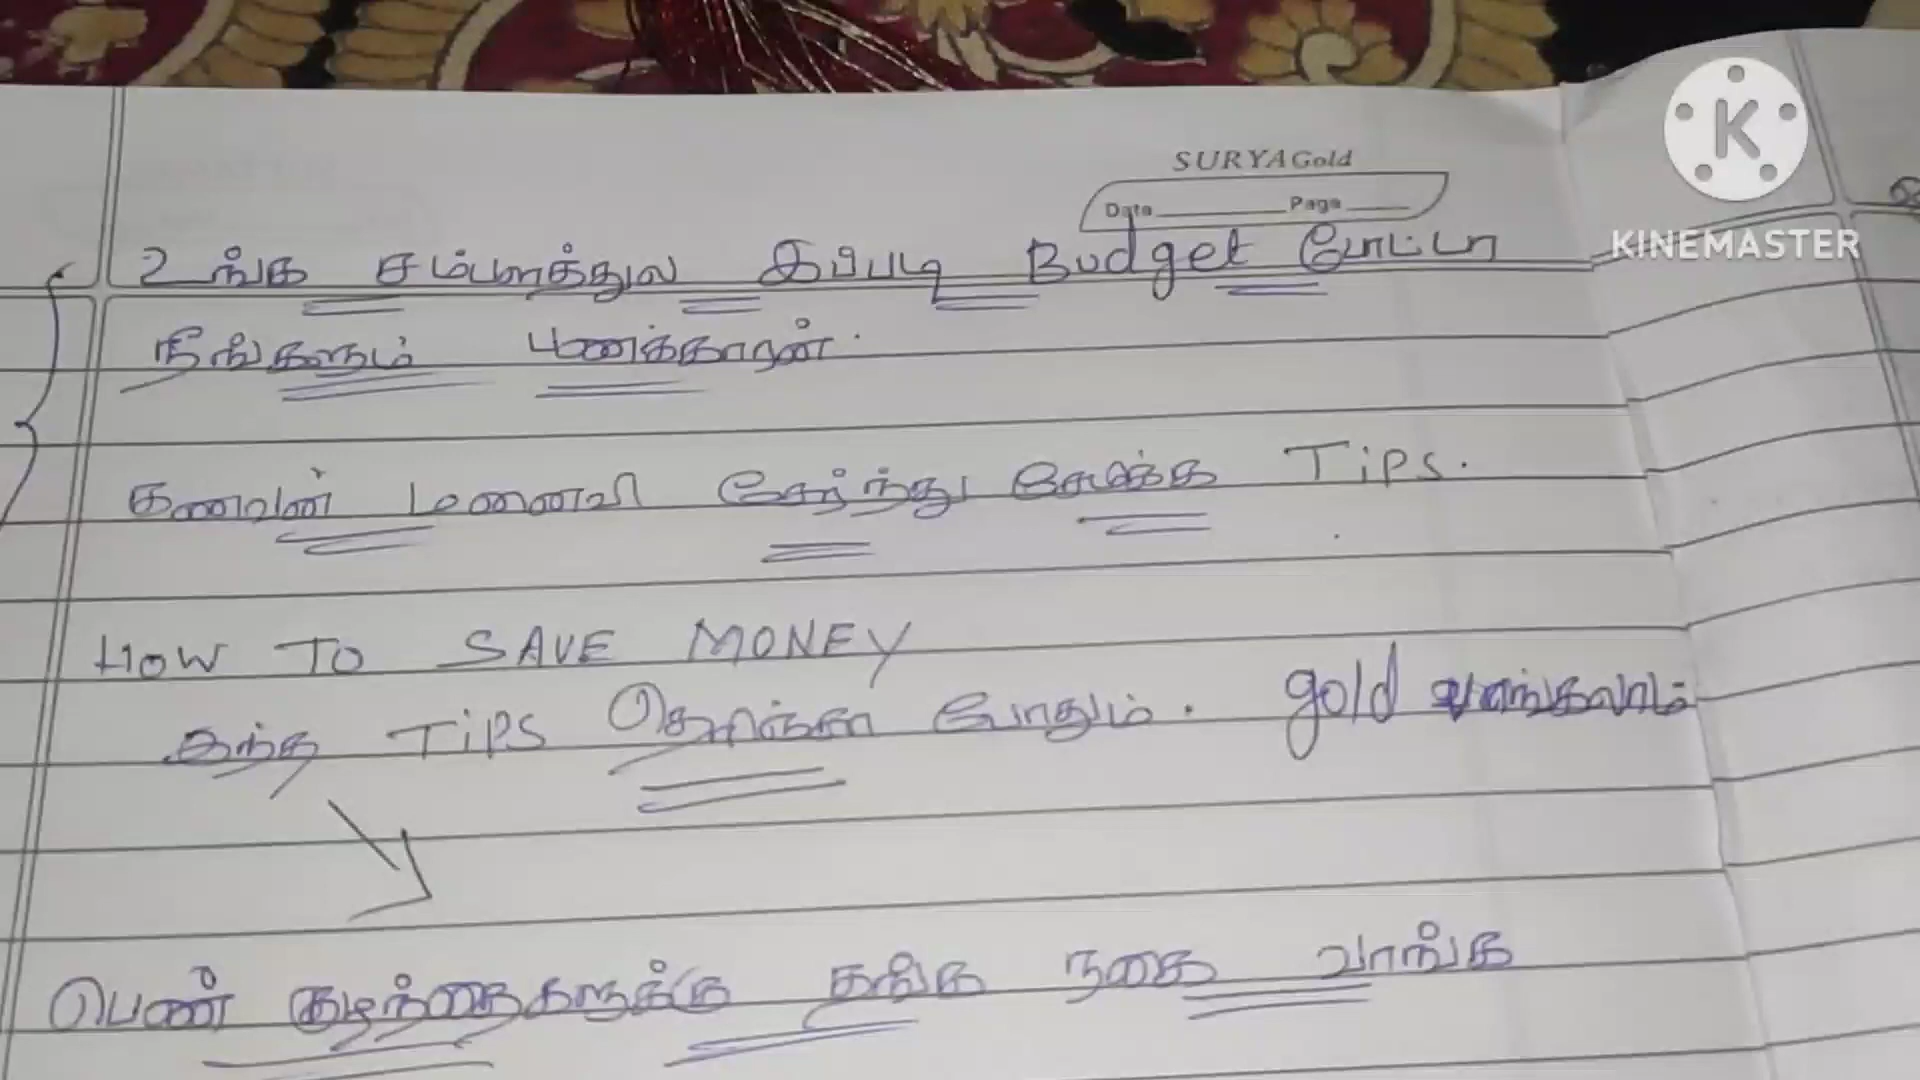 SURYAGold
Date Page
KINEMASTER
உங்க சம்பளத்துல இப்படி Budget போட்டா
நீங்களும் பணக்காரன்.
கணவன் மனைவி சேர்ந்து சேமிக்க Tips.
HOW TO SAVE MONEY
இந்த TiPS தெரிஞ்சா போதும். gold வாங்கலாம்
பெண் குழந்தைகளுக்கு தங்க நகை வாங்க